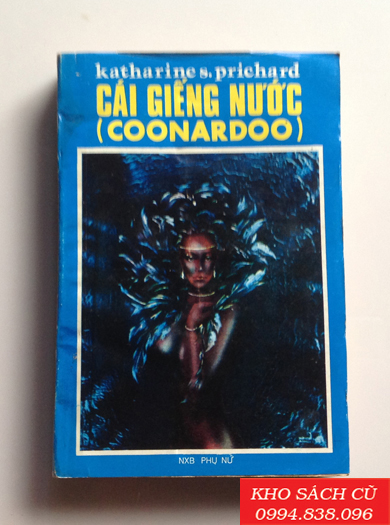 katharine s. prichard
CÁI GIẾNG NƯỚC
(COONARDOO)
NXB PHỤ NỮ
KHO SÁCH CŨ
0994.838.096